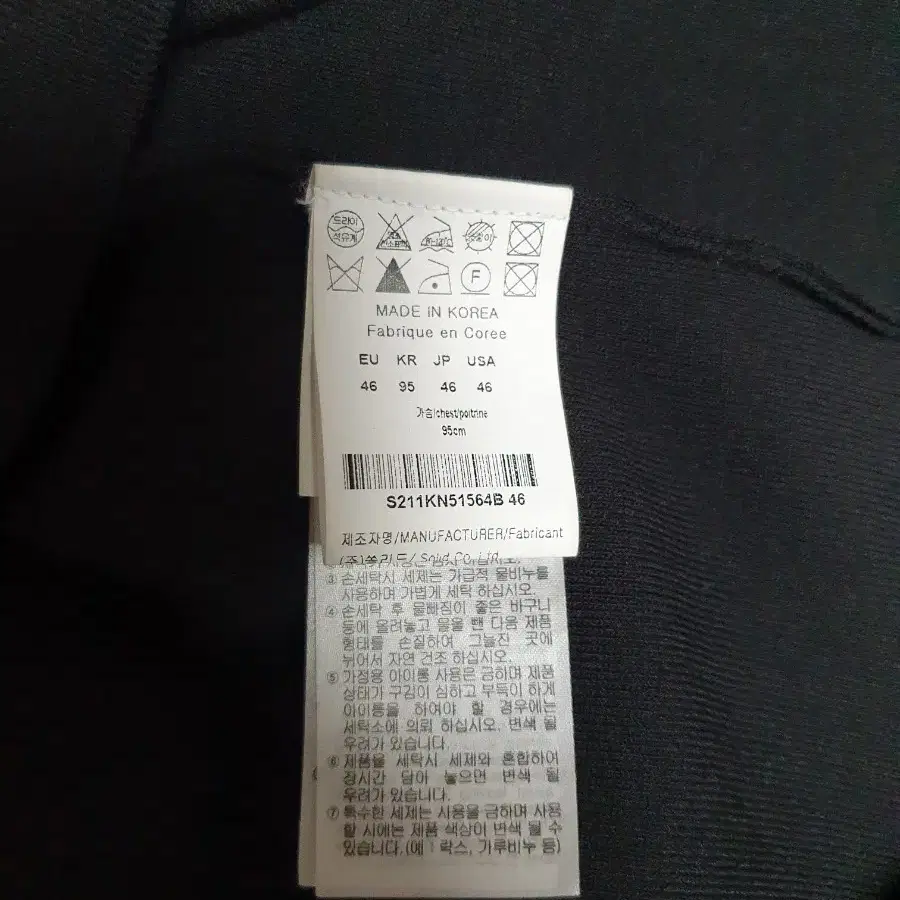 드라이
석유계
F
MADE IN KOREA
Fabrique en Coree
EU KR JP USA
46 95 46 46
가슴/chest/poitrine
95cm
S211KN51564B 46
제조자명/MANUFACTURER/Fabricant
(주)쏠리드/ Solid Co. Ltd
③ 손세탁시 세제는 가급적 물비누를
사용하며 가볍게 세탁 하십시오.
④ 손세탁 후 물빠짐이 좋은 바구니
등에 올려놓고 물을 뺀 다음 제품
형태를 손질하여 그늘진 곳에
뉘어서 자연 건조 하십시오.
⑤ 가정용 아이롱 사용은 금하며 제품
상태가 구김이 심하고 부득이 하게
아이롱을 하여야 할 경우에는
세탁소에 의뢰 하십시오. 변색 될
우려가 있습니다.
⑥ 제품을 세탁시 세제와 혼합하여
장시간 담아 놓으면 변색 될
우려가 있습니다.
⑦ 특수한 세제는 사용을 금하며 사용
할 시에는 제품 색상이 변색 될 수
있습니다.(예 : 락스, 가루비누 등)